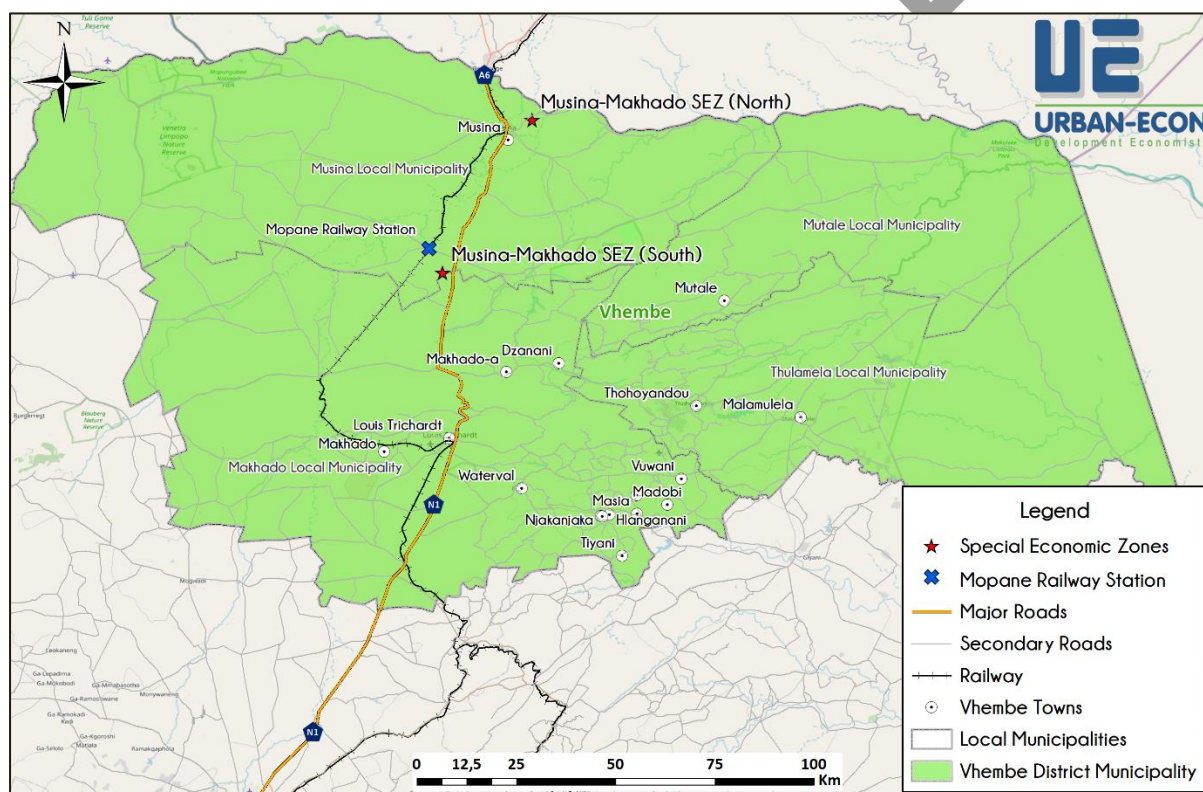 N
A6
UE
URBAN-ECON
Development Economist
Musina-Makhado SEZ (North)
Musina
Musina Local Municipality
Mopane Railway Station
Musina-Makhado SEZ (South)
Mutale Local Municipality
Mutale
Vhembe
Dzanani
Makhado-a
Thulamela Local Municipality
Thohoyandou
Malamulela
Louis Trichardt
Makhado
Makhado Local Municipality
Waterval
Vuwani
Madobi
Masia
Njakanjaka
Hlanganani
Tiyani
N1
N1
Legend
Special Economic Zones
Mopane Railway Station
Major Roads
Secondary Roads
Railway
Vhembe Towns
Local Municipalities
Vhembe District Municipality
0 12,5 25 50 75 100
Km